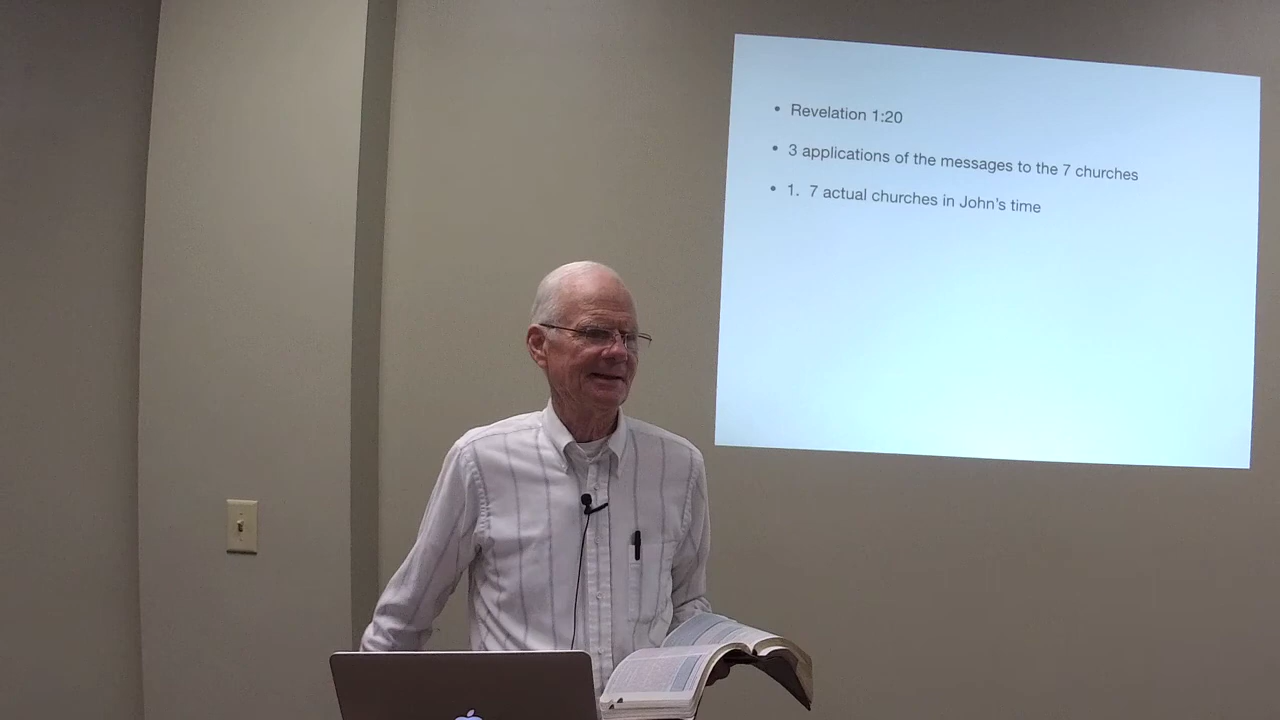 • Revelation 1:20
• 3 applications of the messages to the 7 churches
• 1. 7 actual churches in John's time